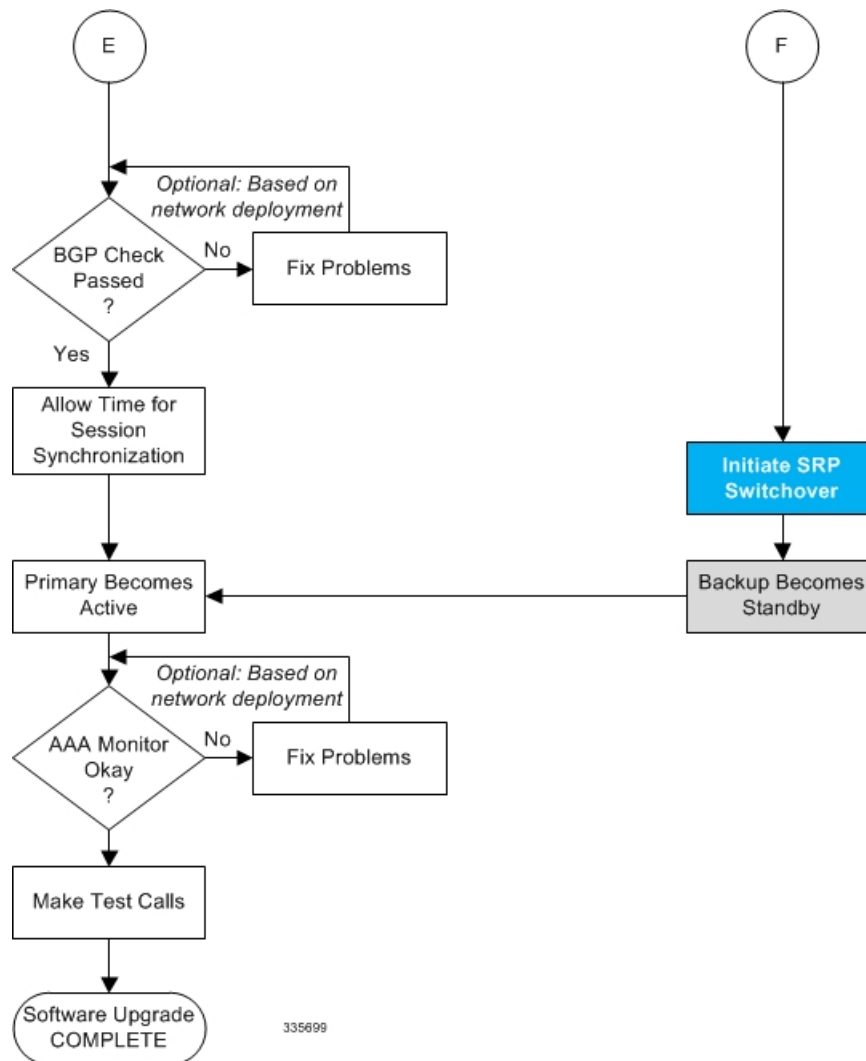 E
F
Optional: Based on
network deployment
BGP Check
Passed
?
No
Fix Problems
Yes
Allow Time for
Session
Synchronization
Initiate SRP
Switchover
Primary Becomes
Active
Backup Becomes
Standby
Optional: Based on
network deployment
AAA Monitor
Okay
?
No
Fix Problems
Make Test Calls
Software Upgrade
COMPLETE
335699